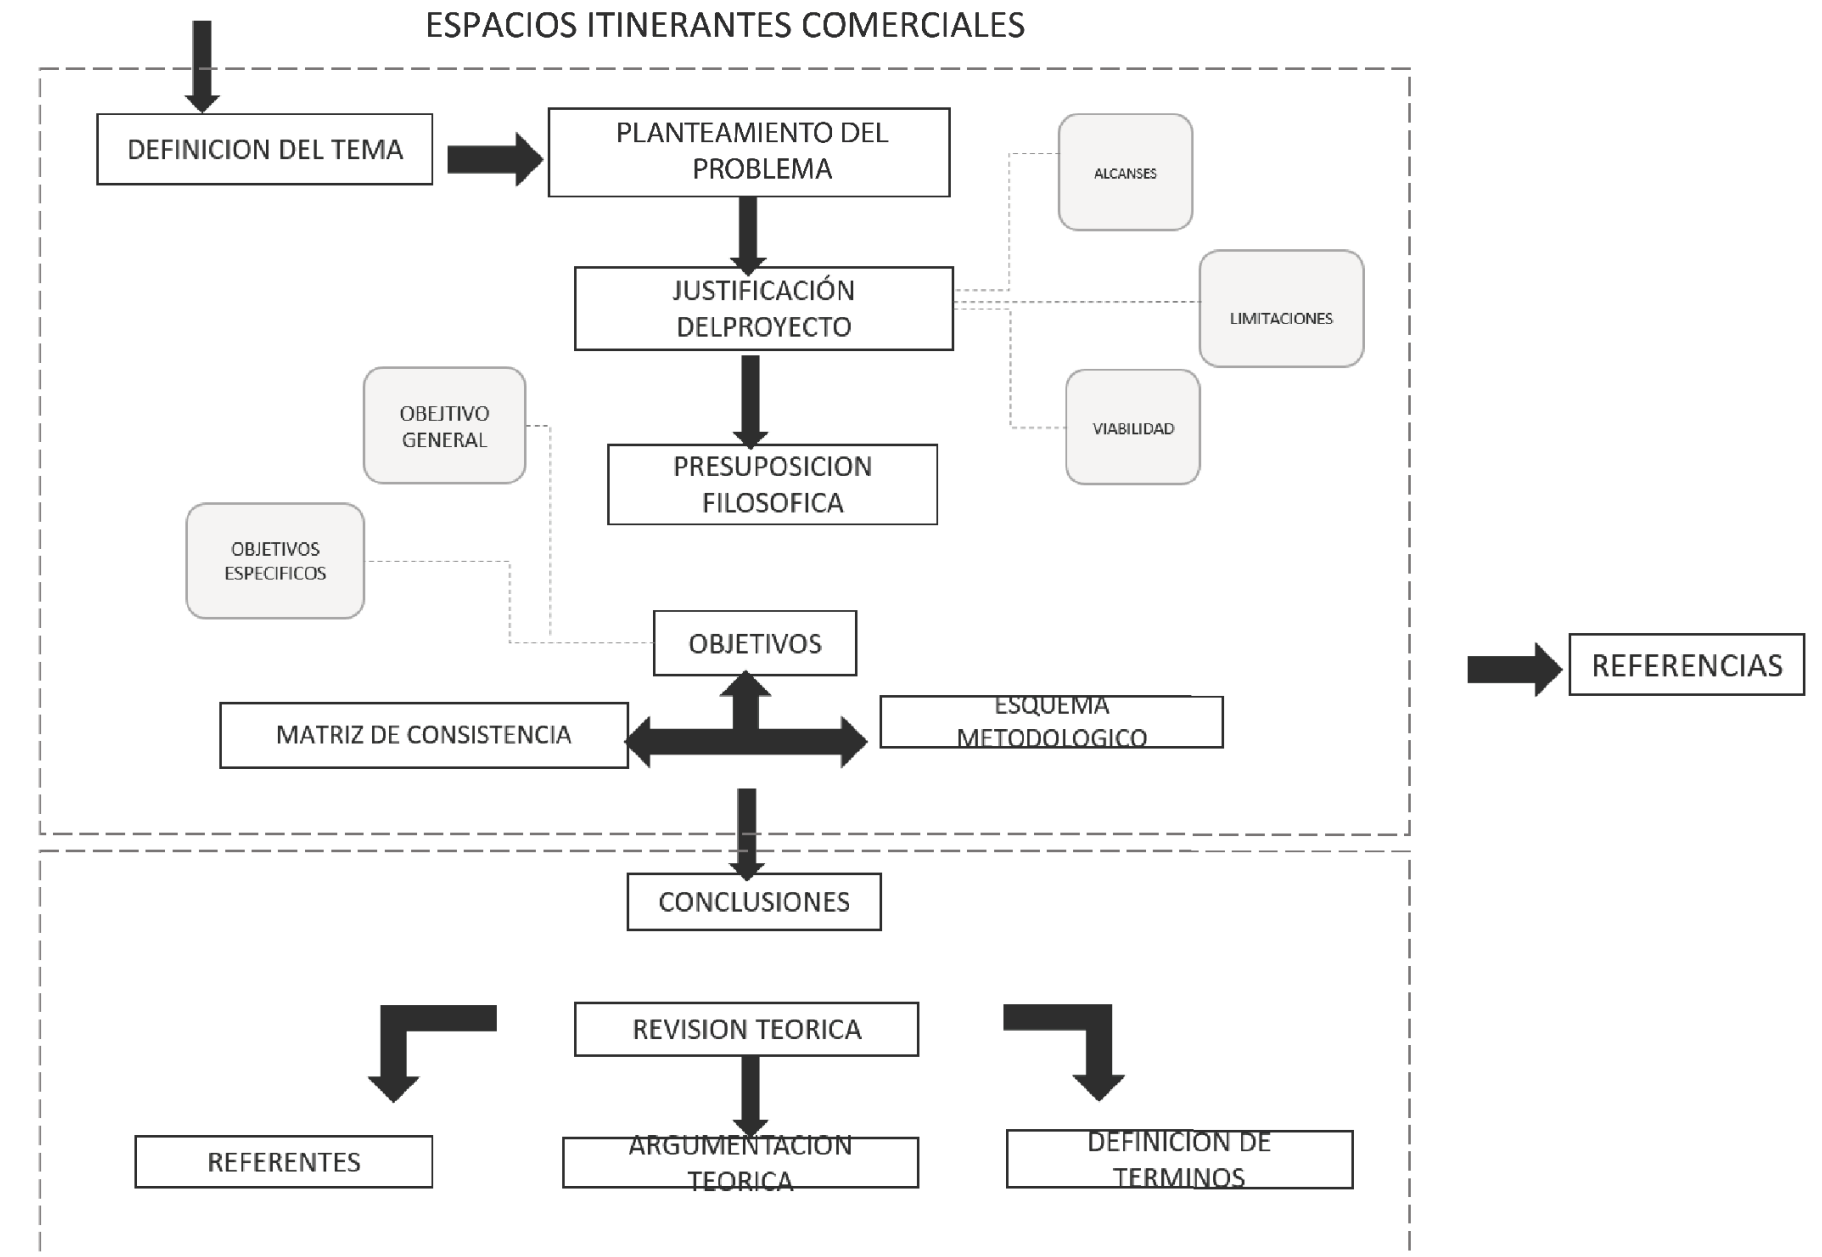 ESPACIOS ITINERANTES COMERCIALES
DEFINICION DEL TEMA
PLANTEAMIENTO DEL
PROBLEMA
ALCANSES
JUSTIFICACIÓN
DELPROYECTO
LIMITACIONES
OBEJTIVO
GENERAL
VIABILIDAD
PRESUPOSICION
FILOSOFICA
OBJETIVOS
ESPECIFICOS
OBJETIVOS
REFERENCIAS
MATRIZ DE CONSISTENCIA
ESQUEMA
METODOLOGICO
CONCLUSIONES
REVISION TEORICA
REFERENTES
ARGUMENTACION
TEORICA
DEFINICION DE
TERMINOS